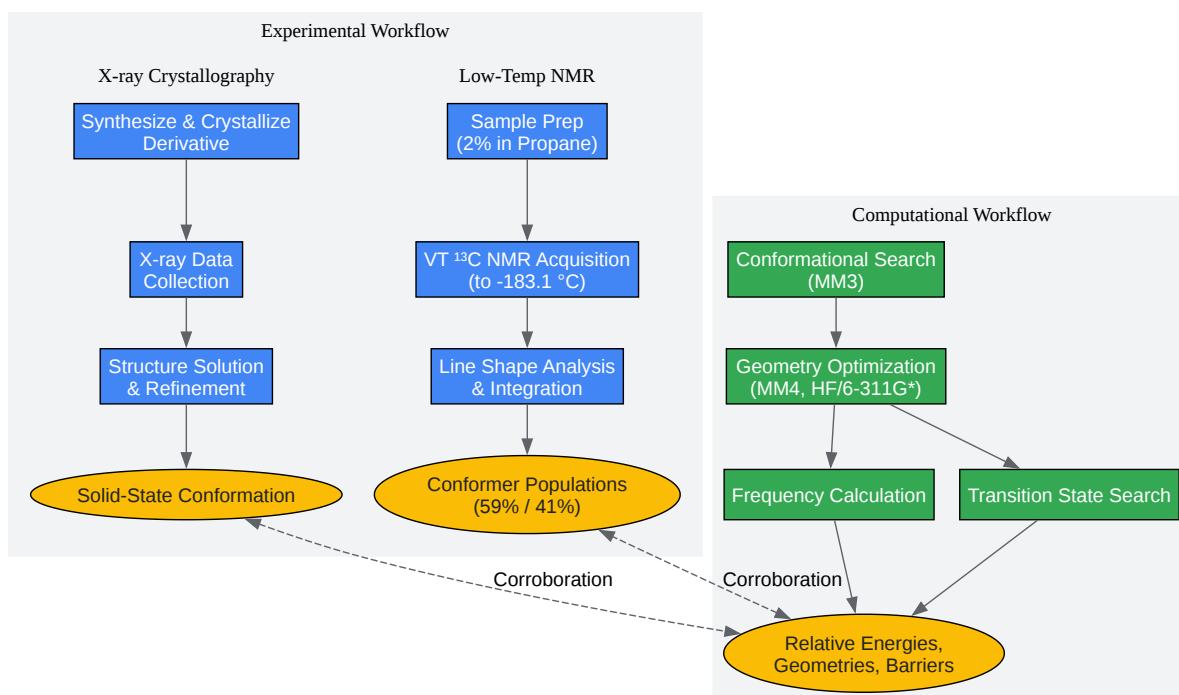 Experimental Workflow
X-ray Crystallography
Synthesize & Crystallize
Derivative
X-ray Data
Collection
Structure Solution
& Refinement
Solid-State Conformation
Low-Temp NMR
Sample Prep
(2% in Propane)
VT ¹³C NMR Acquisition
(to -183.1 °C)
Line Shape Analysis
& Integration
Conformer Populations
(59% / 41%)
Computational Workflow
Conformational Search
(MM3)
Geometry Optimization
(MM4, HF/6-311G*)
Frequency Calculation
Transition State Search
Corroboration
Corroboration
Relative Energies,
Geometries, Barriers